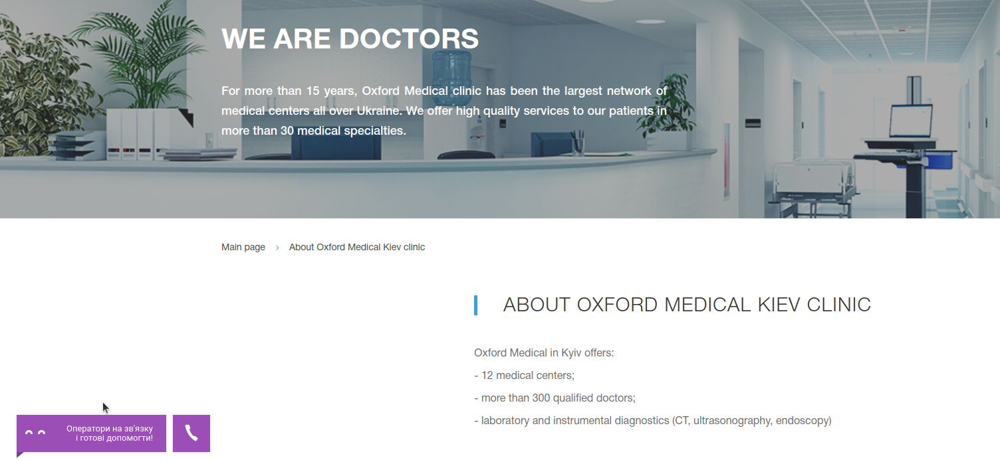 WE ARE DOCTORS
For more than 15 years, Oxford Medical clinic has been the largest network of
medical centers all over Ukraine. We offer high quality services to our patients in
more than 30 medical specialties.
Main page › About Oxford Medical Kiev clinic
ABOUT OXFORD MEDICAL KIEV CLINIC
Oxford Medical in Kyiv offers:
- 12 medical centers;
- more than 300 qualified doctors;
- laboratory and instrumental diagnostics (CT, ultrasonography, endoscopy)
Оператори на зв'язку
і готові допомогти!